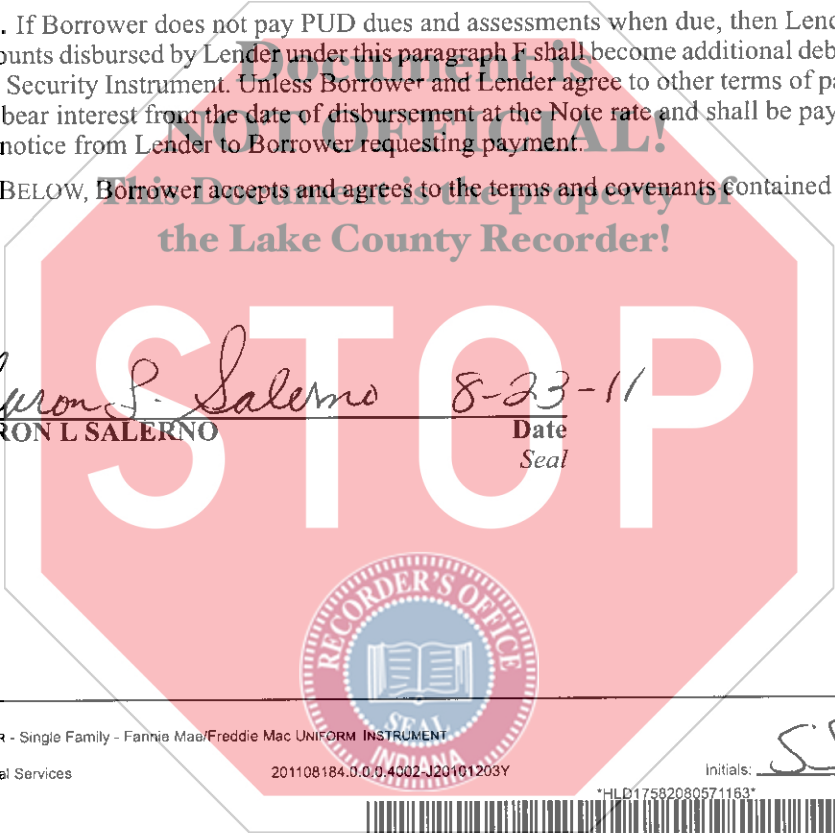 . If Borrower does not pay PUD dues and assessments when due, then Lend
ounts disbursed by Lender under this paragraph F shall become additional deb
Security Instrument. Unless Borrower and Lender agree to other terms of pa
bear interest from the date of disbursement at the Note rate and shall be pay
notice from Lender to Borrower requesting payment.
BELOW, Borrower accepts and agrees to the terms and covenants contained
Document is
NOT OFFICIAL!
This Document is the property of
the Lake County Recorder!
STOP
aron L. Salerno 8-23-11
RON L SALERNO Date
Seal
RECORDER'S OFFICE
SEAL
INDIANA
R - Single Family - Fannie Mae/Freddie Mac UNIFORM INSTRUMENT
al Services 201108184.0.0.0.4002-J20101203Y Initials:
*HLD17582080571163*